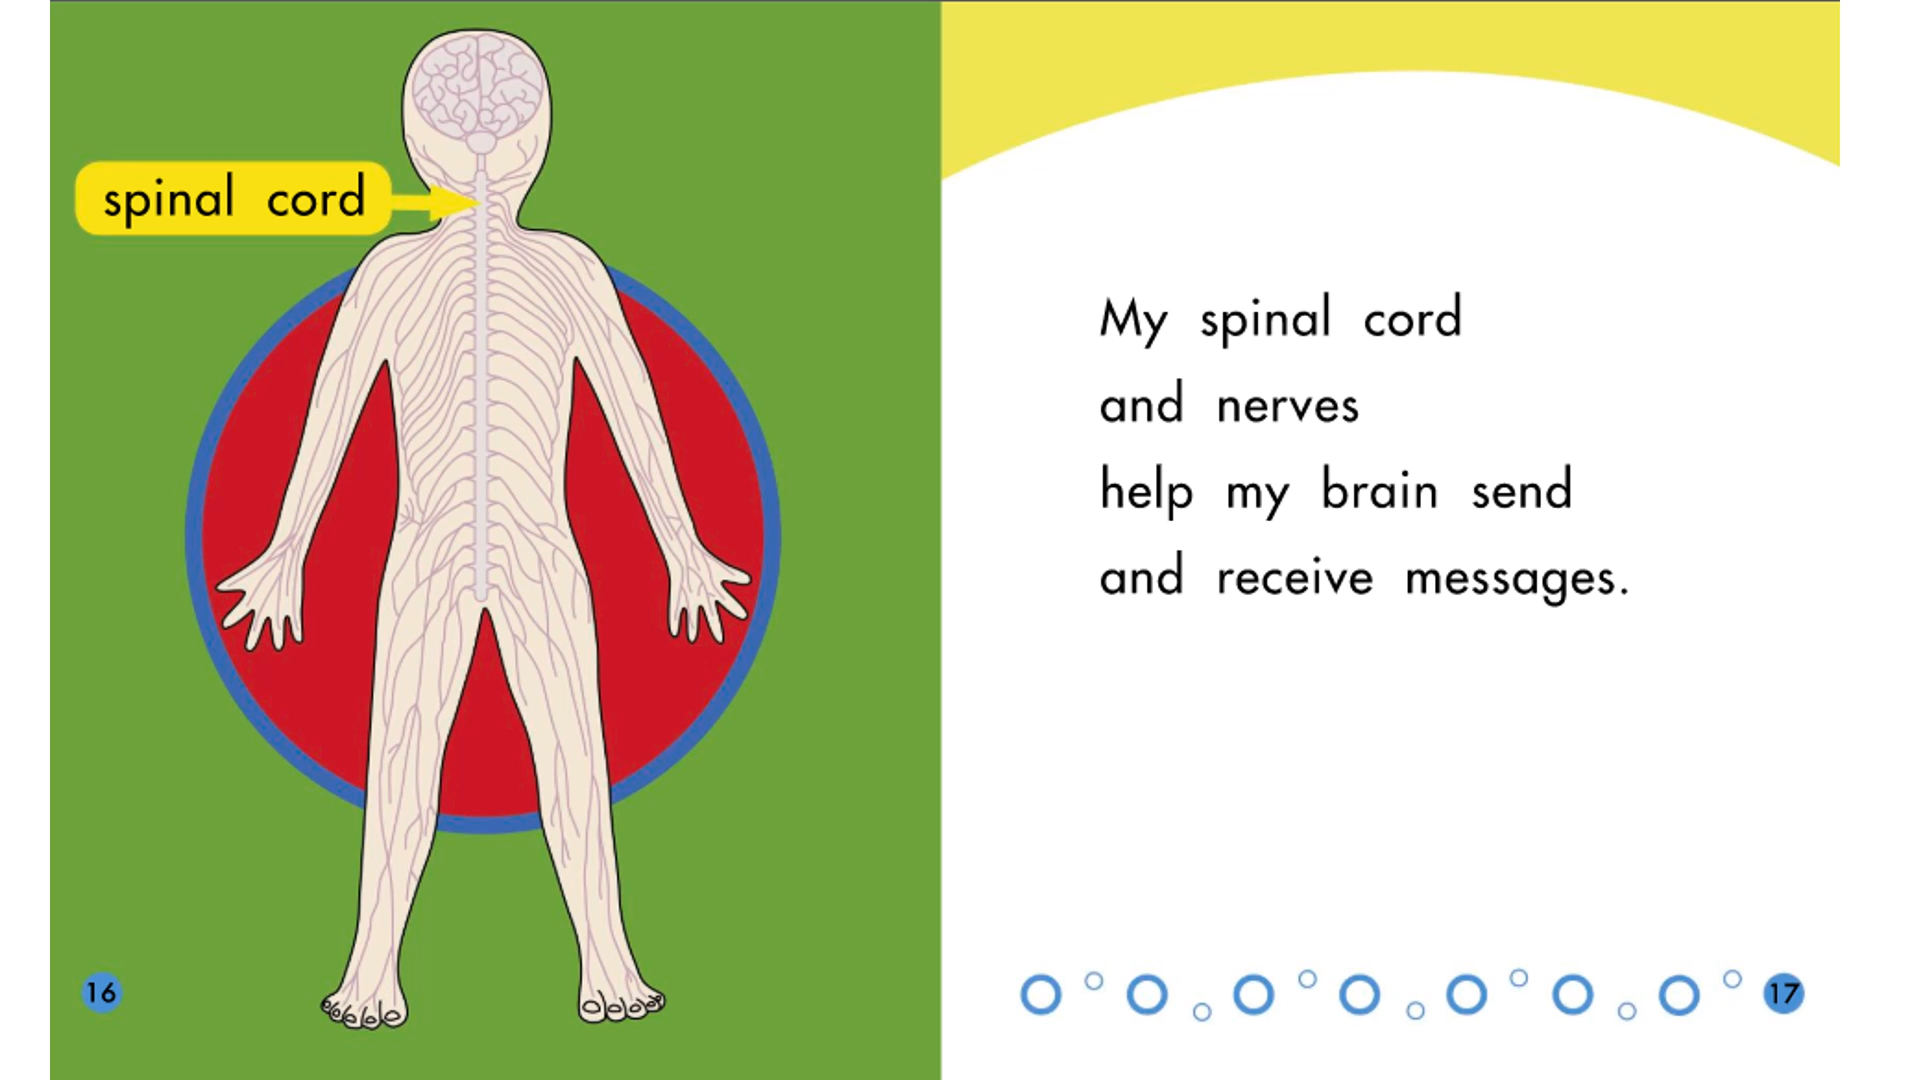 spinal cord
16
My spinal cord
and nerves
help my brain send
and receive messages.
17